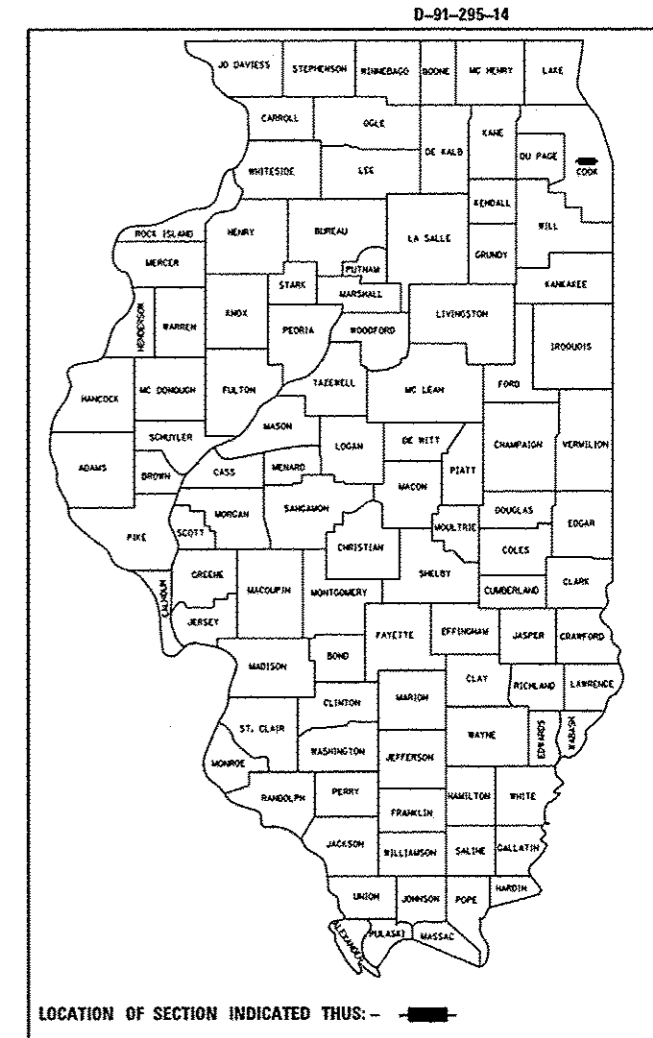 D-91-295-14
JO DAVIESS STEPHENSON WINNEBAGO BOONE MC HENRY LAKE
CARROLL OGLE DE KALB KANE DU PAGE COOK
WHITESIDE LEE KENDALL WILL
ROCK ISLAND HENRY BUREAU LA SALLE GRUNDY
MERCER PUTNAM KANKAKEE
STARK MARSHALL
HENDERSON WARREN KNOX PEORIA WOODFORD LIVINGSTON IROQUOIS
HANCOCK MC DONOUGH FULTON TAZEWELL MC LEAN FORD
MASON
SCHUYLER LOGAN DE WITT CHAMPAIGN VERMILION
ADAMS BROWN CASS MENARD PIATT
MACON
MORGAN SANGAMON DOUGLAS
PIKE SCOTT MOULTRIE EDGAR
CHRISTIAN COLES
CALHOUN GREENE MACOUPIN MONTGOMERY SHELBY CUMBERLAND CLARK
JERSEY
FAYETTE EFFINGHAM JASPER CRAWFORD
MADISON BOND
CLAY RICHLAND LAWRENCE
CLINTON MARION
ST. CLAIR WAYNE EDWARDS WABASH
WASHINGTON JEFFERSON
MONROE
RANDOLPH PERRY HAMILTON WHITE
FRANKLIN
JACKSON WILLIAMSON SALINE GALLATIN
UNION JOHNSON POPE HARDIN
ALEXANDER PULASKI MASSAC
LOCATION OF SECTION INDICATED THUS: -